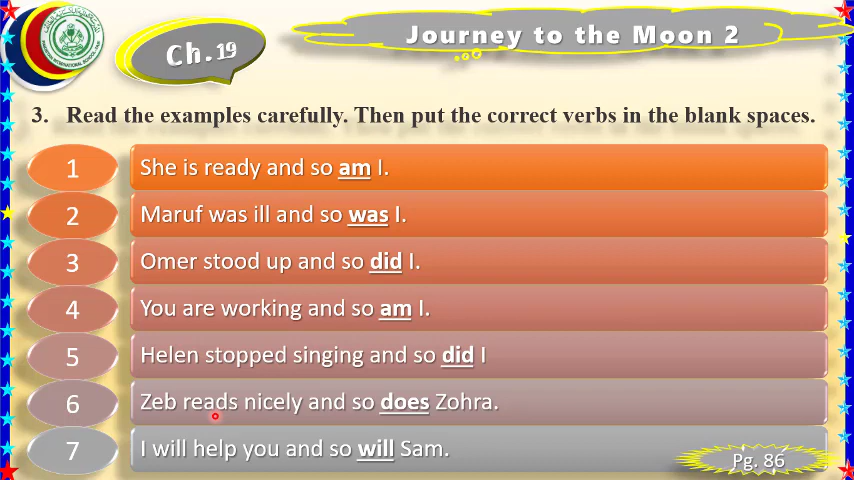 Ch.19
Journey to the Moon 2
3. Read the examples carefully. Then put the correct verbs in the blank spaces.
1 She is ready and so am I.
2 Maruf was ill and so was I.
3 Omer stood up and so did I.
4 You are working and so am I.
5 Helen stopped singing and so did I
6 Zeb reads nicely and so does Zohra.
7 I will help you and so will Sam.
Pg. 86